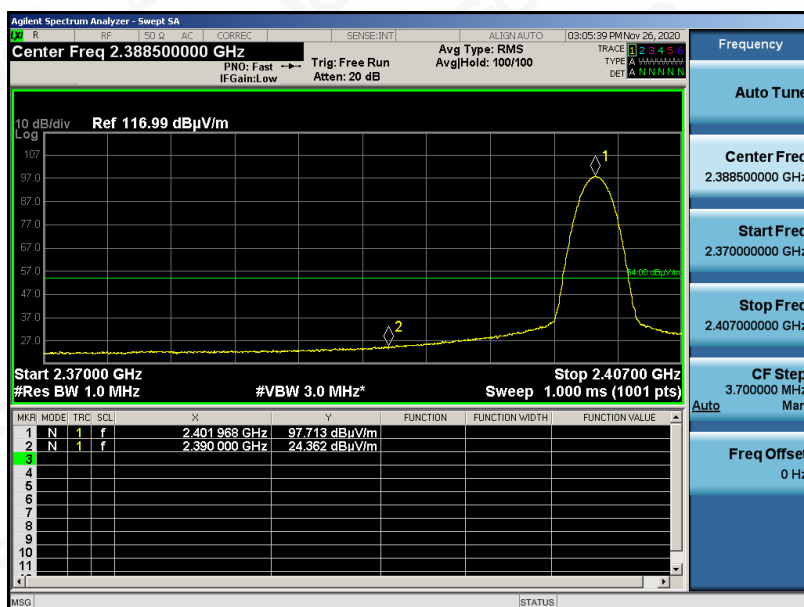 Agilent Spectrum Analyzer - Swept SA
LXI R RF 50 Ω AC CORREC SENSE:INT ALIGN AUTO 03:05:39 PM Nov 26, 2020
Center Freq 2.388500000 GHz
PNO: Fast
IFGain:Low
Trig: Free Run
Atten: 20 dB
Avg Type: RMS
Avg|Hold: 100/100
TRACE 1 2 3 4 5 6
TYPE A WWWWW
DET A N N N N N
10 dB/div Ref 116.99 dBµV/m
Log
107
97.0
87.0
77.0
67.0
57.0
47.0
37.0
27.0
1
2
54.00 dBµV/m
Start 2.37000 GHz Stop 2.40700 GHz
#Res BW 1.0 MHz #VBW 3.0 MHz* Sweep 1.000 ms (1001 pts)
MKR MODE TRC SCL X Y FUNCTION FUNCTION WIDTH FUNCTION VALUE
1 N 1 f 2.401 968 GHz 97.713 dBµV/m
2 N 1 f 2.390 000 GHz 24.362 dBµV/m
3
4
5
6
7
8
9
10
11
MSG STATUS
Frequency
Auto Tune
Center Freq
2.388500000 GHz
Start Freq
2.370000000 GHz
Stop Freq
2.407000000 GHz
CF Step
3.700000 MHz
Auto Man
Freq Offset
0 Hz